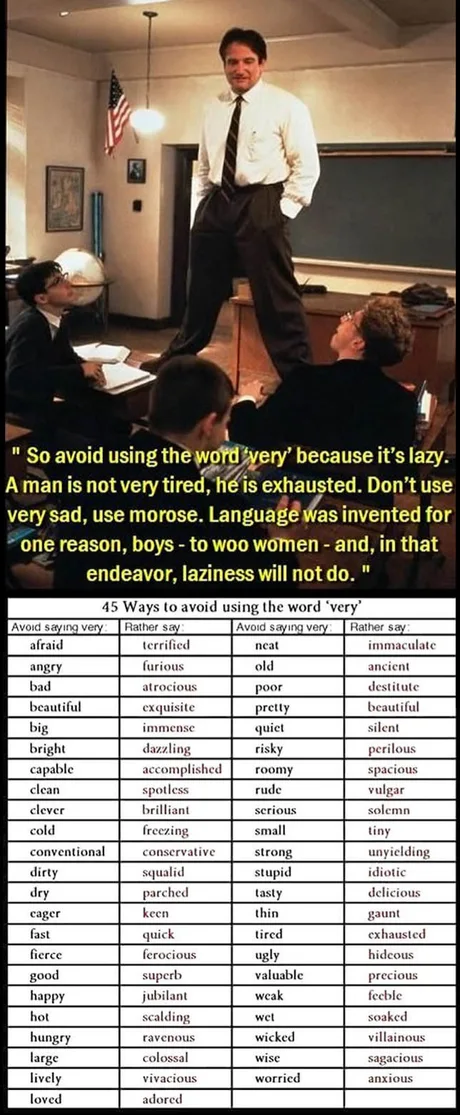 " So avoid using the word ‘very’ because it’s lazy.
A man is not very tired, he is exhausted. Don’t use
very sad, use morose. Language was invented for
one reason, boys - to woo women - and, in that
endeavor, laziness will not do. "
45 Ways to avoid using the word ‘very’
Avoid saying very: Rather say: Avoid saying very: Rather say:
afraid terrified neat immaculate
angry furious old ancient
bad atrocious poor destitute
beautiful exquisite pretty beautiful
big immense quiet silent
bright dazzling risky perilous
capable accomplished roomy spacious
clean spotless rude vulgar
clever brilliant serious solemn
cold freezing small tiny
conventional conservative strong unyielding
dirty squalid stupid idiotic
dry parched tasty delicious
eager keen thin gaunt
fast quick tired exhausted
fierce ferocious ugly hideous
good superb valuable precious
happy jubilant weak feeble
hot scalding wet soaked
hungry ravenous wicked villainous
large colossal wise sagacious
lively vivacious worried anxious
loved adored